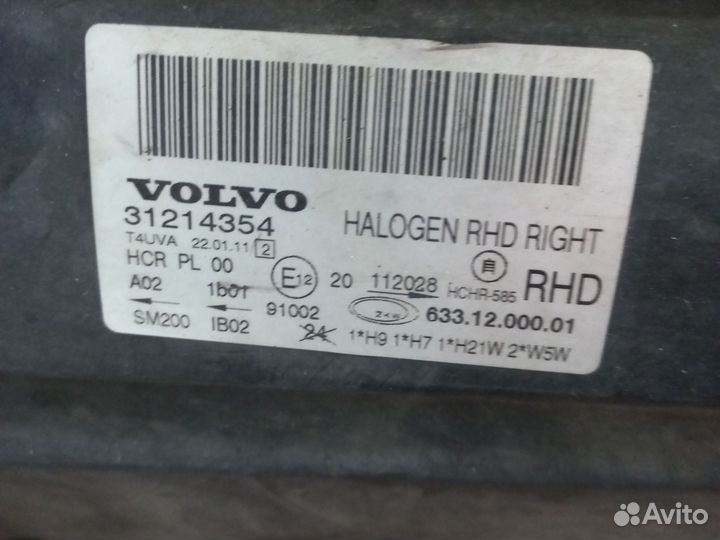 VOLVO
31214354
HALOGEN RHD RIGHT
T4UVA 22.01.11 2
HCR PL 00
E12
20 112028
自
HCHR-585
RHD
A02 1b01
91002
ZKW
633.12.000.01
SM200 IB02
24
1*H9 1*H7 1*H21W 2*W5W
Avito